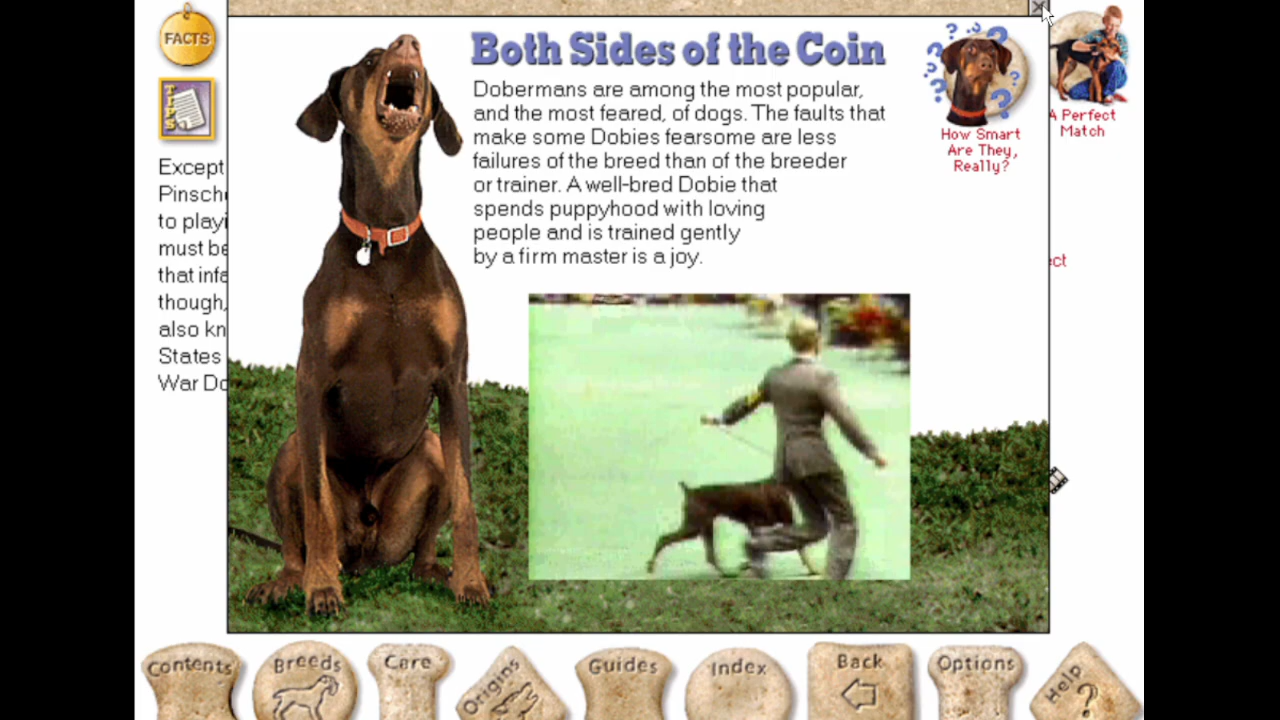 FACTS
TIPS
Except
Pinsch
to playi
must be
that infa
though,
also kn
States
War Do
Both Sides of the Coin
Dobermans are among the most popular,
and the most feared, of dogs. The faults that
make some Dobies fearsome are less
failures of the breed than of the breeder
or trainer. A well-bred Dobie that
spends puppyhood with loving
people and is trained gently
by a firm master is a joy.
How Smart
Are They,
Really?
A Perfect
Match
ect
Contents
Breeds
Care
Origins
Guides
Index
Back
Options
Help
?